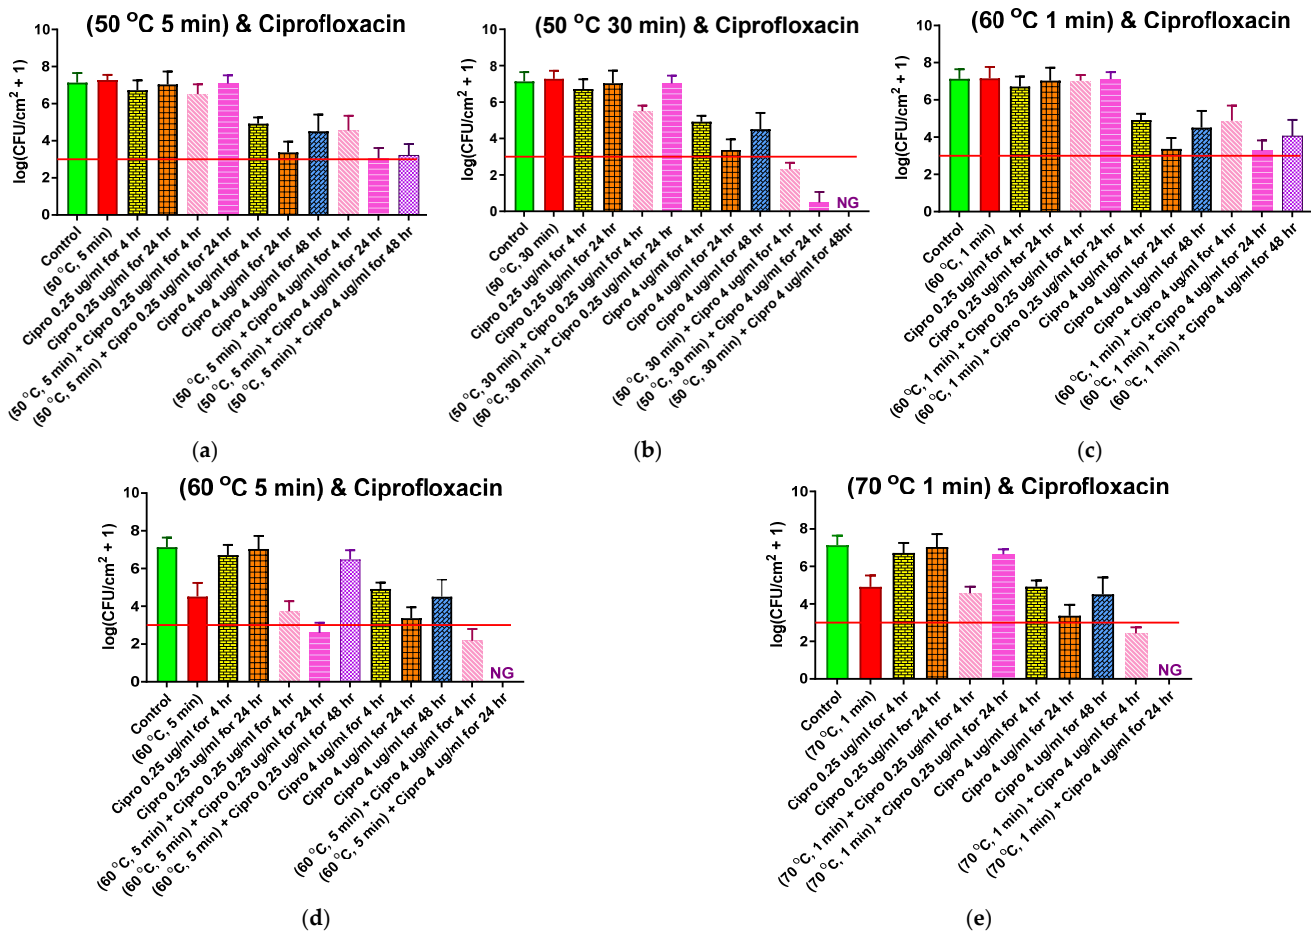 (50 °C 5 min) & Ciprofloxacin
log(CFU/cm² + 1)
10
8
6
4
2
0
Control
(50 °C, 5 min)
Cipro 0.25 ug/ml for 4 hr
Cipro 0.25 ug/ml for 24 hr
(50 °C, 5 min) + Cipro 0.25 ug/ml for 4 hr
(50 °C, 5 min) + Cipro 0.25 ug/ml for 24 hr
Cipro 4 ug/ml for 4 hr
Cipro 4 ug/ml for 24 hr
Cipro 4 ug/ml for 48 hr
(50 °C, 5 min) + Cipro 4 ug/ml for 4 hr
(50 °C, 5 min) + Cipro 4 ug/ml for 24 hr
(50 °C, 5 min) + Cipro 4 ug/ml for 48 hr
(a)
(50 °C 30 min) & Ciprofloxacin
log(CFU/cm² + 1)
10
8
6
4
2
0
NG
Control
(50 °C, 30 min)
Cipro 0.25 ug/ml for 4 hr
Cipro 0.25 ug/ml for 24 hr
(50 °C, 30 min) + Cipro 0.25 ug/ml for 4 hr
(50 °C, 30 min) + Cipro 0.25 ug/ml for 24 hr
Cipro 4 ug/ml for 4 hr
Cipro 4 ug/ml for 24 hr
Cipro 4 ug/ml for 48 hr
(50 °C, 30 min) + Cipro 4 ug/ml for 4 hr
(50 °C, 30 min) + Cipro 4 ug/ml for 24 hr
(50 °C, 30 min) + Cipro 4 ug/ml for 48hr
(b)
(60 °C 1 min) & Ciprofloxacin
log(CFU/cm² + 1)
10
8
6
4
2
0
Control
(60 °C, 1 min)
Cipro 0.25 ug/ml for 4 hr
Cipro 0.25 ug/ml for 24 hr
(60 °C, 1 min) + Cipro 0.25 ug/ml for 4 hr
(60 °C, 1 min) + Cipro 0.25 ug/ml for 24 hr
Cipro 4 ug/ml for 4 hr
Cipro 4 ug/ml for 24 hr
Cipro 4 ug/ml for 48 hr
(60 °C, 1 min) + Cipro 4 ug/ml for 4 hr
(60 °C, 1 min) + Cipro 4 ug/ml for 24 hr
(60 °C, 1 min) + Cipro 4 ug/ml for 48 hr
(c)
(60 °C 5 min) & Ciprofloxacin
log(CFU/cm² + 1)
10
8
6
4
2
0
NG
Control
(60 °C, 5 min)
Cipro 0.25 ug/ml for 4 hr
Cipro 0.25 ug/ml for 24 hr
(60 °C, 5 min) + Cipro 0.25 ug/ml for 4 hr
(60 °C, 5 min) + Cipro 0.25 ug/ml for 24 hr
(60 °C, 5 min) + Cipro 0.25 ug/ml for 48 hr
Cipro 4 ug/ml for 4 hr
Cipro 4 ug/ml for 24 hr
Cipro 4 ug/ml for 48 hr
(60 °C, 5 min) + Cipro 4 ug/ml for 4 hr
(60 °C, 5 min) + Cipro 4 ug/ml for 24 hr
(d)
(70 °C 1 min) & Ciprofloxacin
log(CFU/cm² + 1)
10
8
6
4
2
0
NG
Control
(70 °C, 1 min)
Cipro 0.25 ug/ml for 4 hr
Cipro 0.25 ug/ml for 24 hr
(70 °C, 1 min) + Cipro 0.25 ug/ml for 4 hr
(70 °C, 1 min) + Cipro 0.25 ug/ml for 24 hr
Cipro 4 ug/ml for 4 hr
Cipro 4 ug/ml for 24 hr
Cipro 4 ug/ml for 48 hr
(70 °C, 1 min) + Cipro 4 ug/ml for 4 hr
(70 °C, 1 min) + Cipro 4 ug/ml for 24 hr
(e)